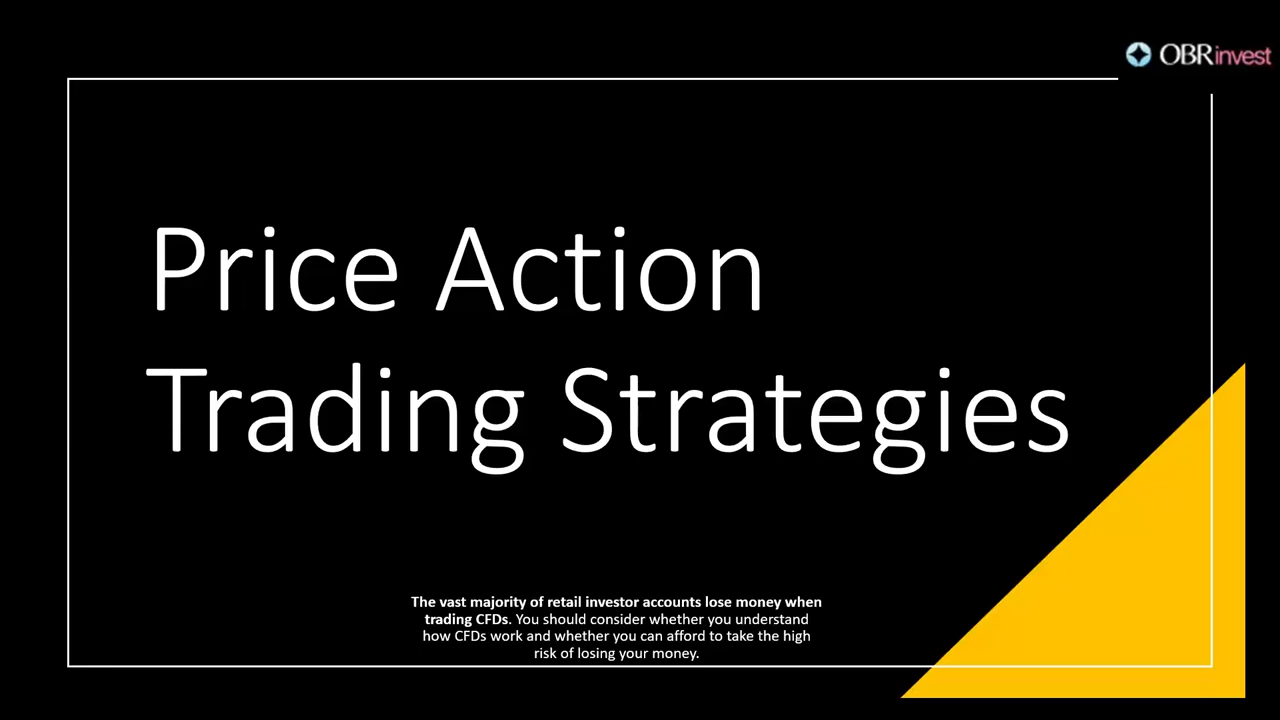 OBRinvest
Price Action
Trading Strategies
The vast majority of retail investor accounts lose money when
trading CFDs. You should consider whether you understand
how CFDs work and whether you can afford to take the high
risk of losing your money.